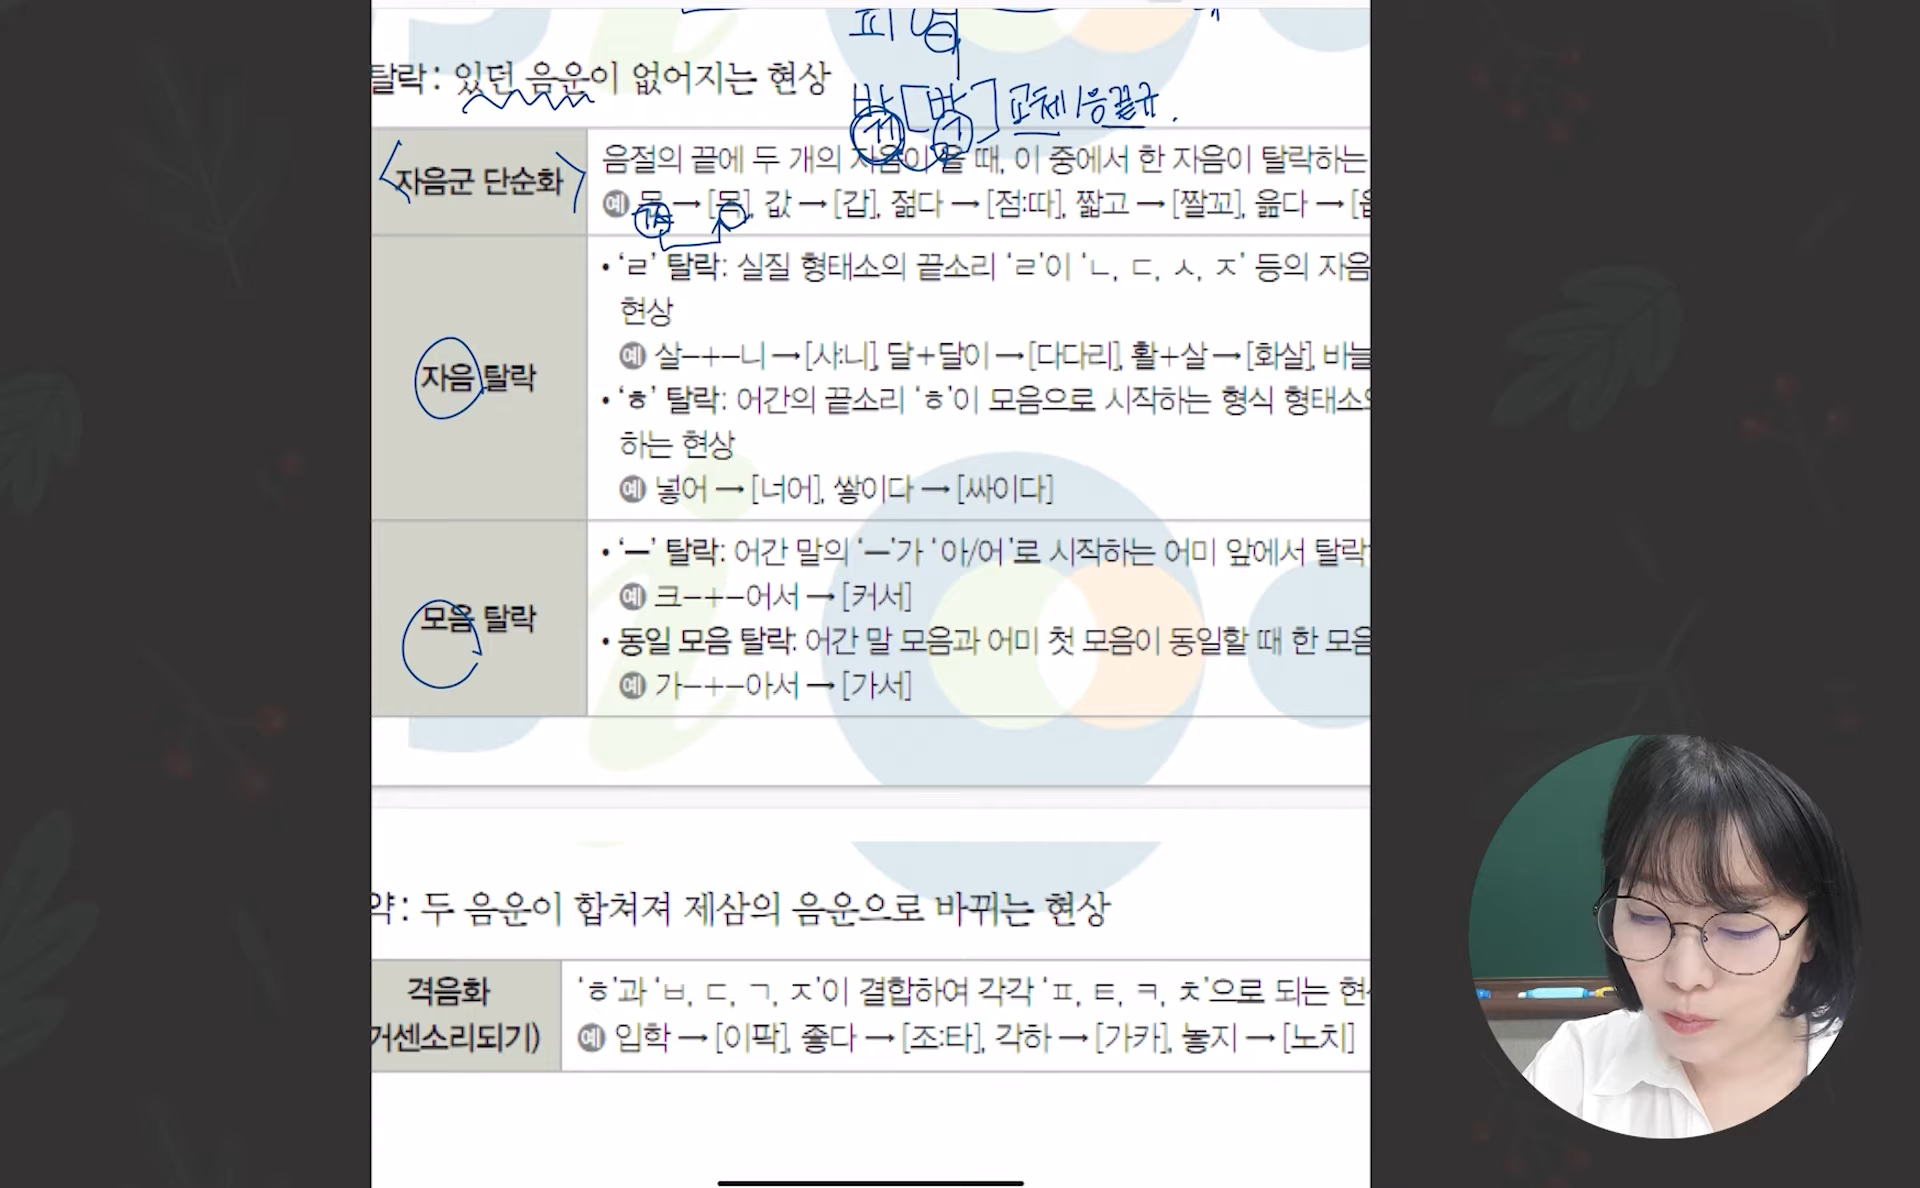 탈락: 있던 음운이 없어지는 현상
[박] 교체/음끝규.
자음군 단순화
음절의 끝에 두 개의 자음이 올 때, 이 중에서 한 자음이 탈락하는
예 → [목], 값 → [갑], 젊다 → [점:따], 짧고 → [짤꼬], 읊다 →
자음 탈락
• ‘ㄹ’ 탈락: 실질 형태소의 끝소리 ‘ㄹ’이 ‘ㄴ, ㄷ, ㅅ, ㅈ’ 등의 자음
현상
예 살-+-니 → [사:니], 달+달이 → [다다리], 활+살 → [화살], 바늘
• ‘ㅎ’ 탈락: 어간의 끝소리 ‘ㅎ’이 모음으로 시작하는 형식 형태소의
하는 현상
예 넣어 → [너어], 쌓이다 → [싸이다]
모음 탈락
• ‘ㅡ’ 탈락: 어간 말의 ‘ㅡ’가 ‘아/어’로 시작하는 어미 앞에서 탈락
예 크-+-어서 → [커서]
• 동일 모음 탈락: 어간 말 모음과 어미 첫 모음이 동일할 때 한 모음
예 가-+-아서 → [가서]
약: 두 음운이 합쳐져 제삼의 음운으로 바뀌는 현상
격음화
거센소리되기)
‘ㅎ’과 ‘ㅂ, ㄷ, ㄱ, ㅈ’이 결합하여 각각 ‘ㅍ, ㅌ, ㅋ, ㅊ’으로 되는 현
예 입학 → [이팍], 좋다 → [조:타], 각하 → [가카], 놓지 → [노치]